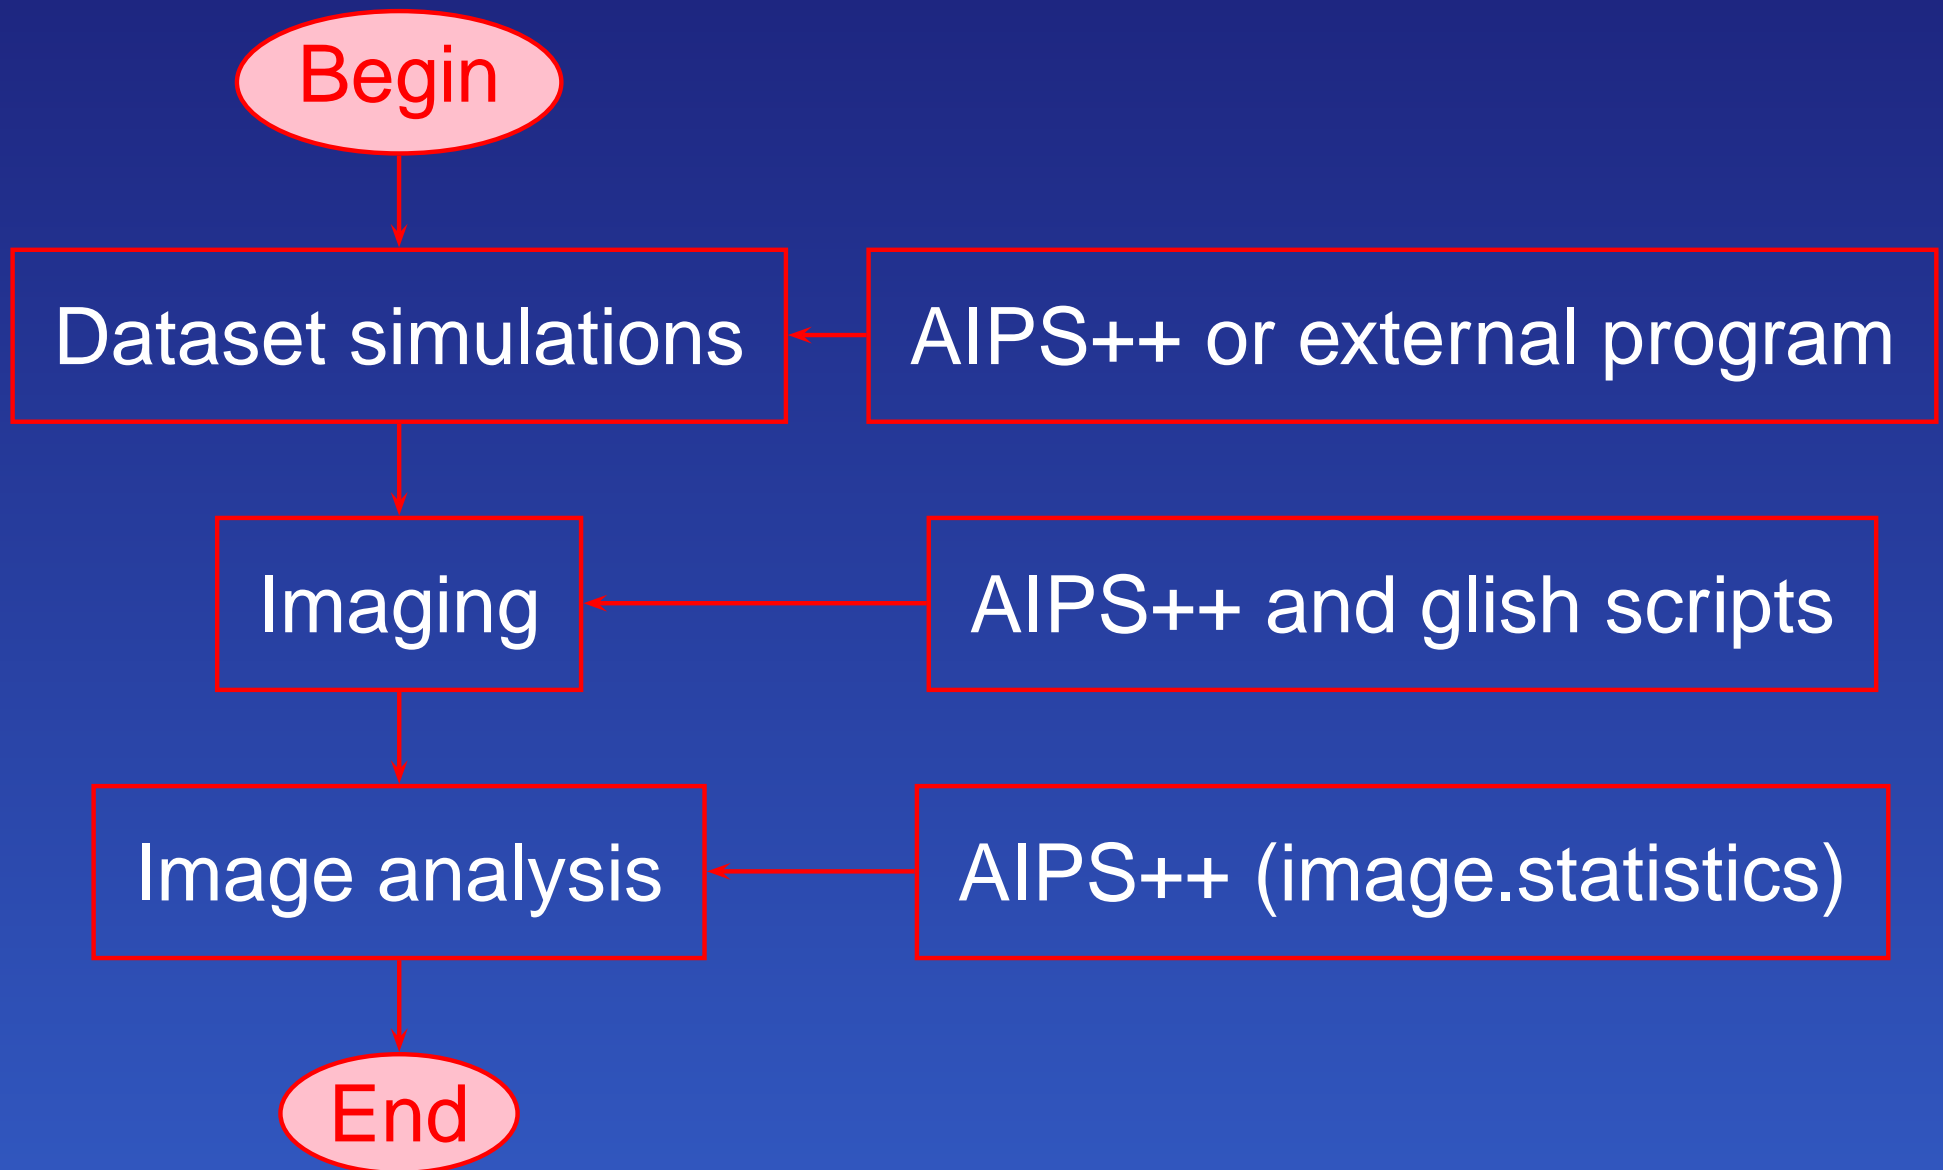 Begin
Dataset simulations
AIPS++ or external program
Imaging
AIPS++ and glish scripts
Image analysis
AIPS++ (image.statistics)
End